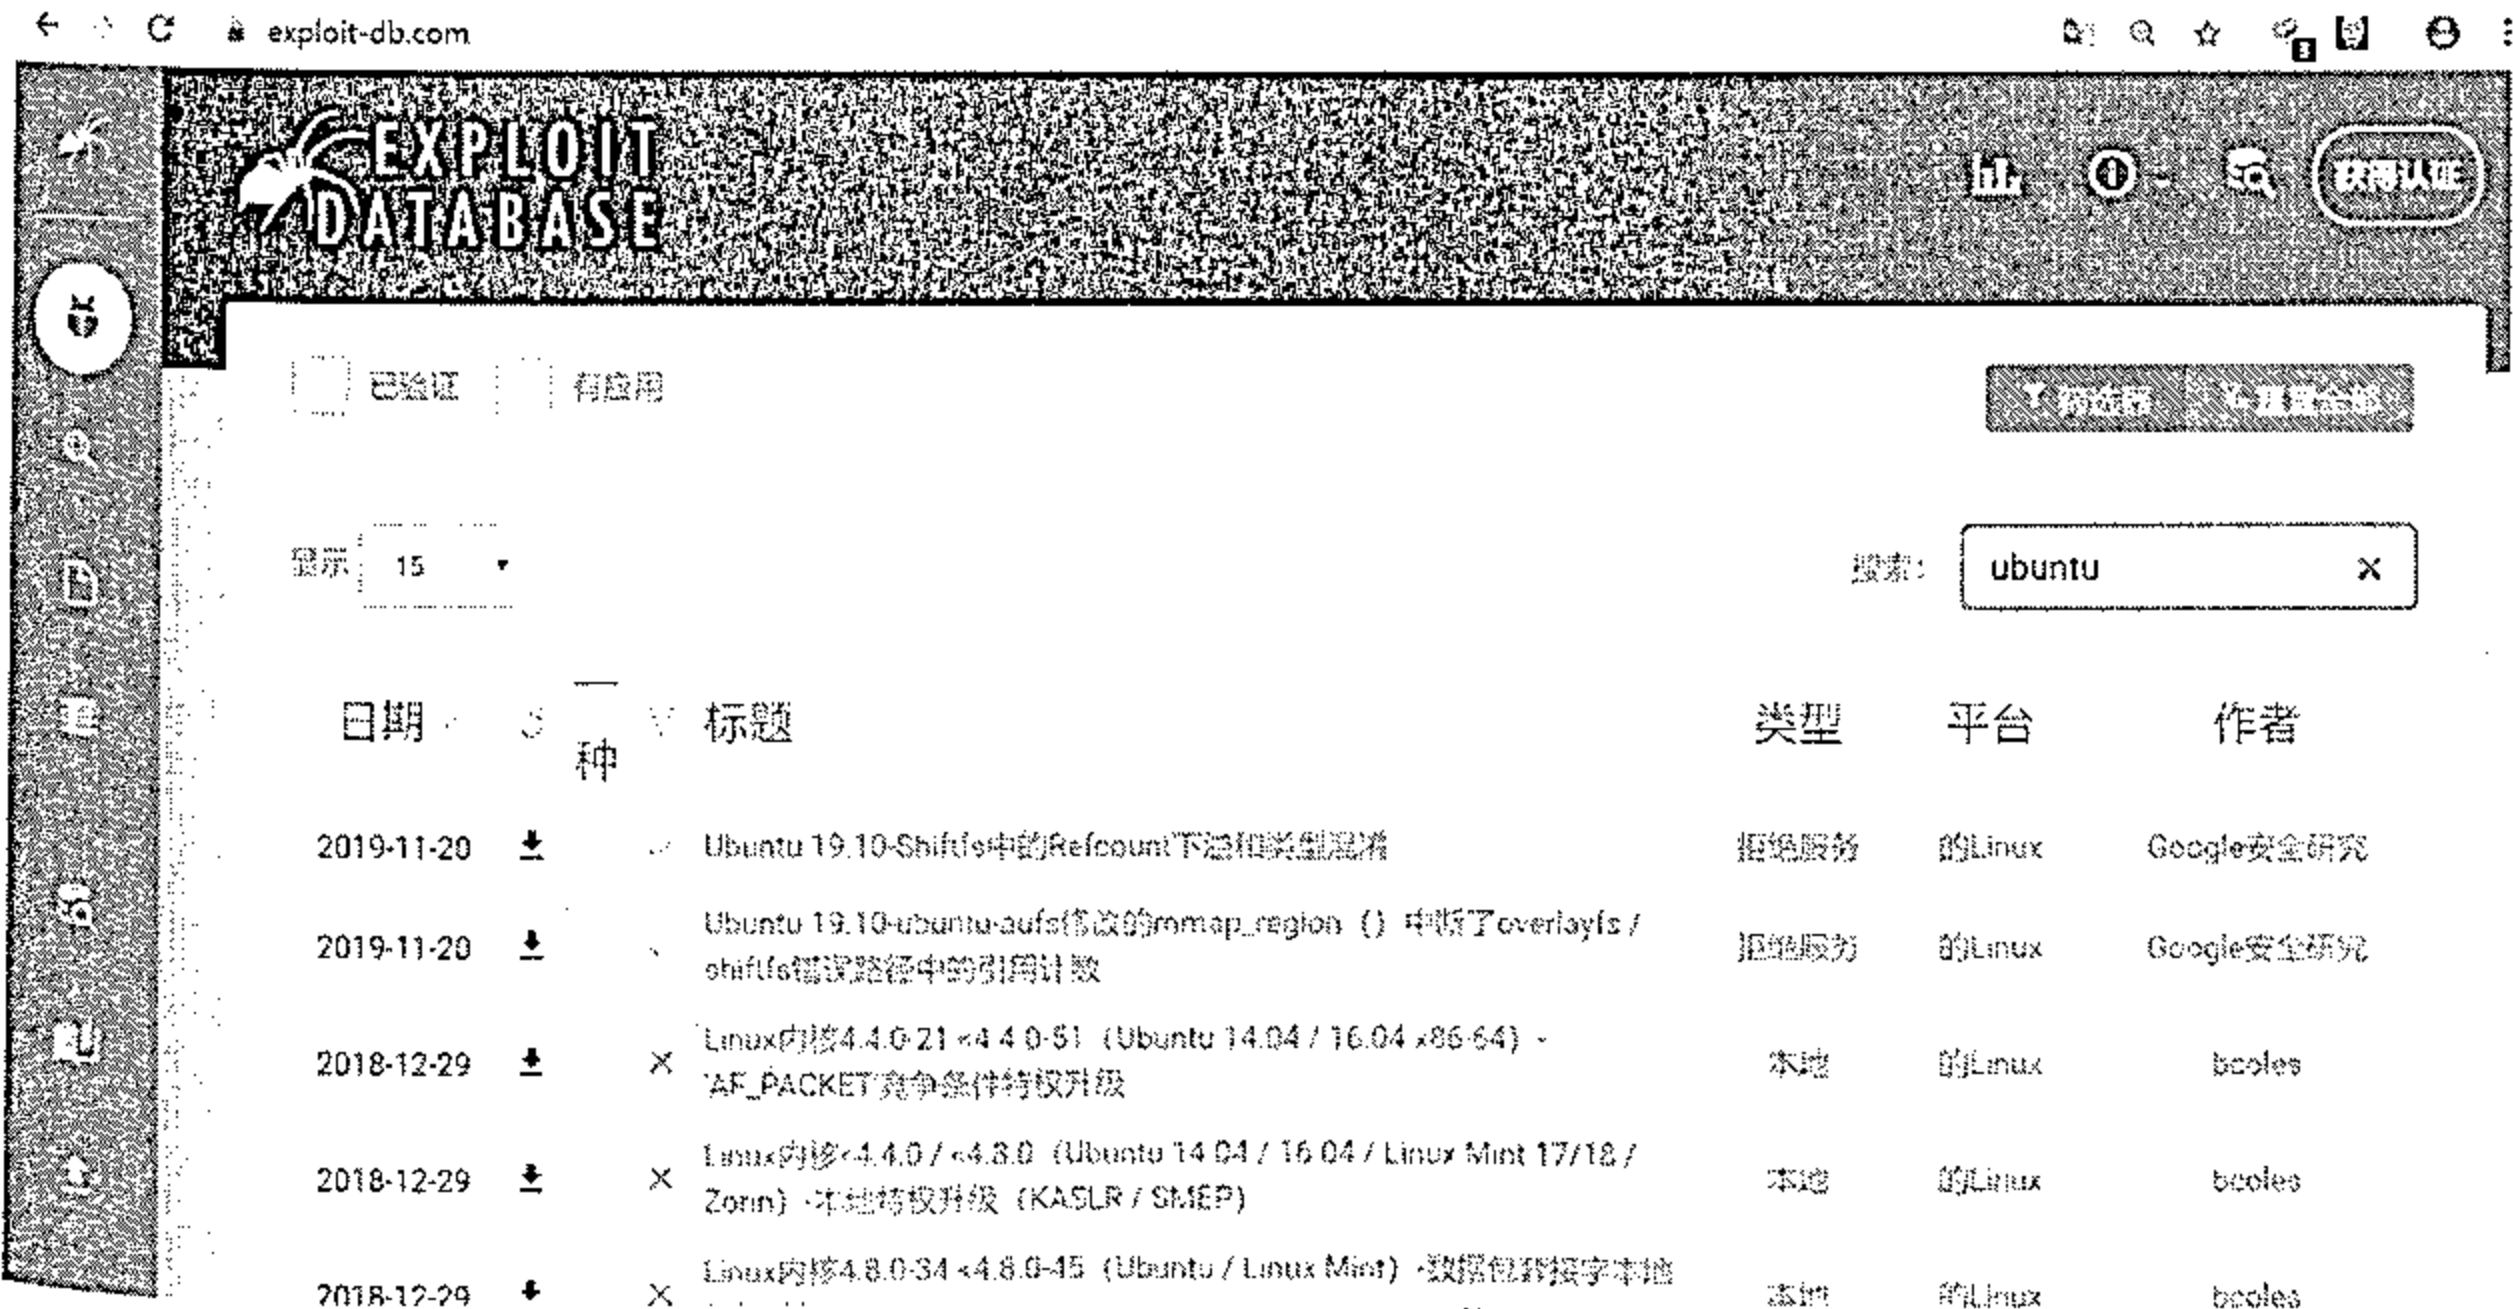 exploit-db.com
EXPLOIT
DATABASE
获得认证
已验证 有应用
筛选器 重置全部
显示 15 搜索: ubuntu
日期 一种 标题 类型 平台 作者
2019-11-20 Ubuntu 19.10-Shiftfs中的Refcount下溢和类型混淆 拒绝服务 的Linux Google安全研究
2019-11-20 Ubuntu 19.10-ubuntu-aufs修改的mmap_region（）中断了overlayfs /
shiftfs错误路径中的引用计数 拒绝服务 的Linux Google安全研究
2018-12-29 Linux内核4.4.0-21 <4.4.0-51（Ubuntu 14.04 / 16.04 x86-64）-
'AF_PACKET'竞争条件特权升级 本地 的Linux bcoles
2018-12-29 Linux内核<4.4.0 / <4.8.0（Ubuntu 14.04 / 16.04 / Linux Mint 17/18 /
Zorin）-本地特权升级（KASLR / SMEP） 本地 的Linux bcoles
2018-12-29 Linux内核4.8.0-34 <4.8.0-45（Ubuntu / Linux Mint）-数据包套接字本地 本地 的Linux bcoles